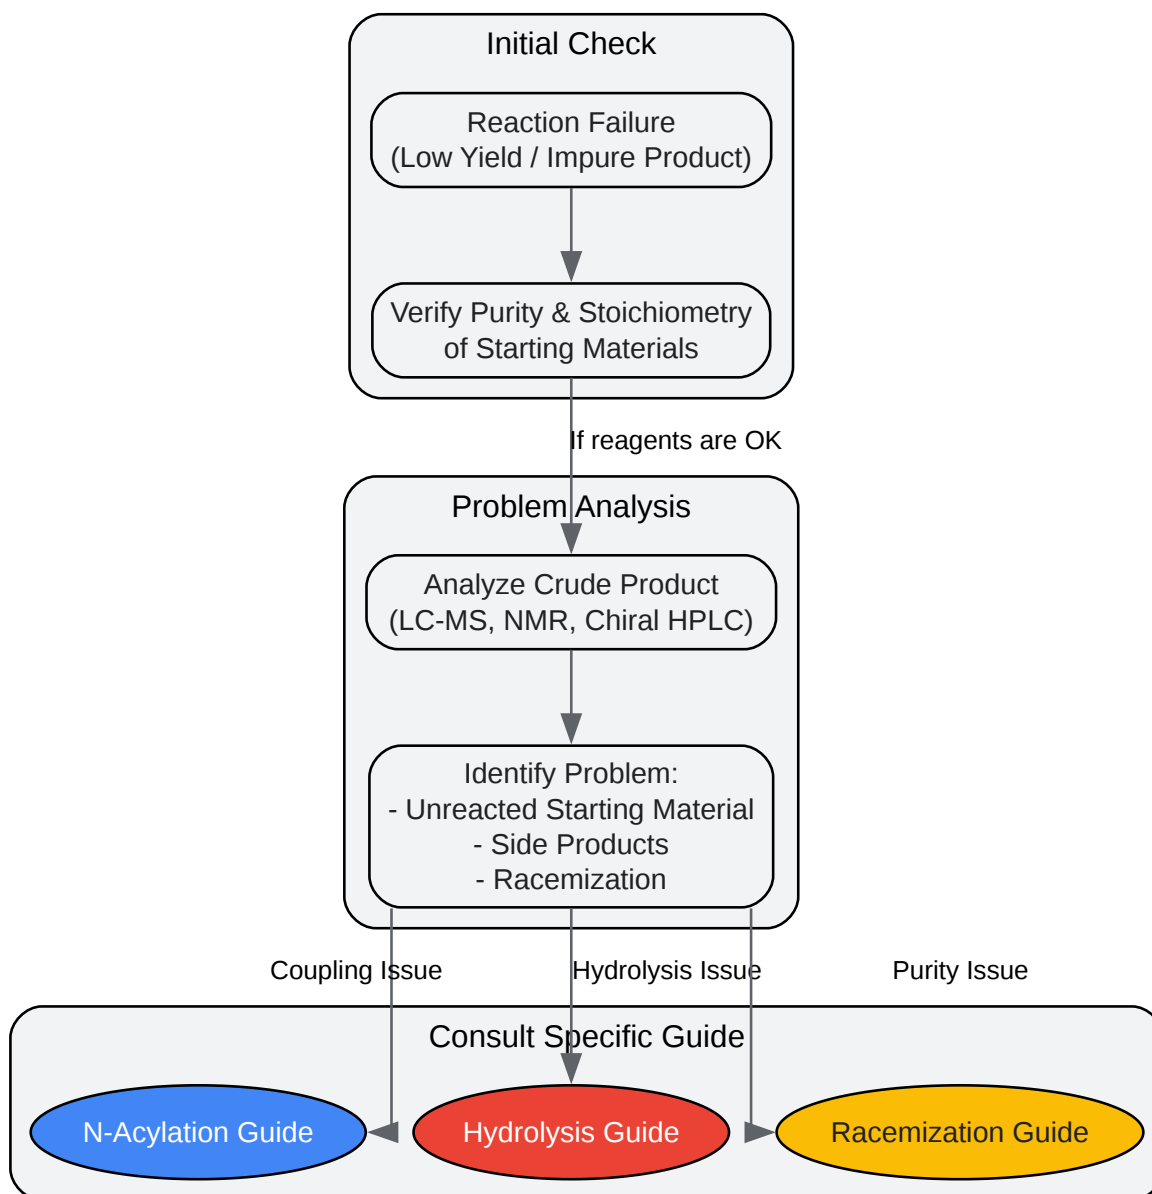 Initial Check
Reaction Failure
(Low Yield / Impure Product)
Verify Purity & Stoichiometry
of Starting Materials
If reagents are OK
Problem Analysis
Analyze Crude Product
(LC-MS, NMR, Chiral HPLC)
Identify Problem:
- Unreacted Starting Material
- Side Products
- Racemization
Coupling Issue
Hydrolysis Issue
Purity Issue
Consult Specific Guide
N-Acylation Guide
Hydrolysis Guide
Racemization Guide